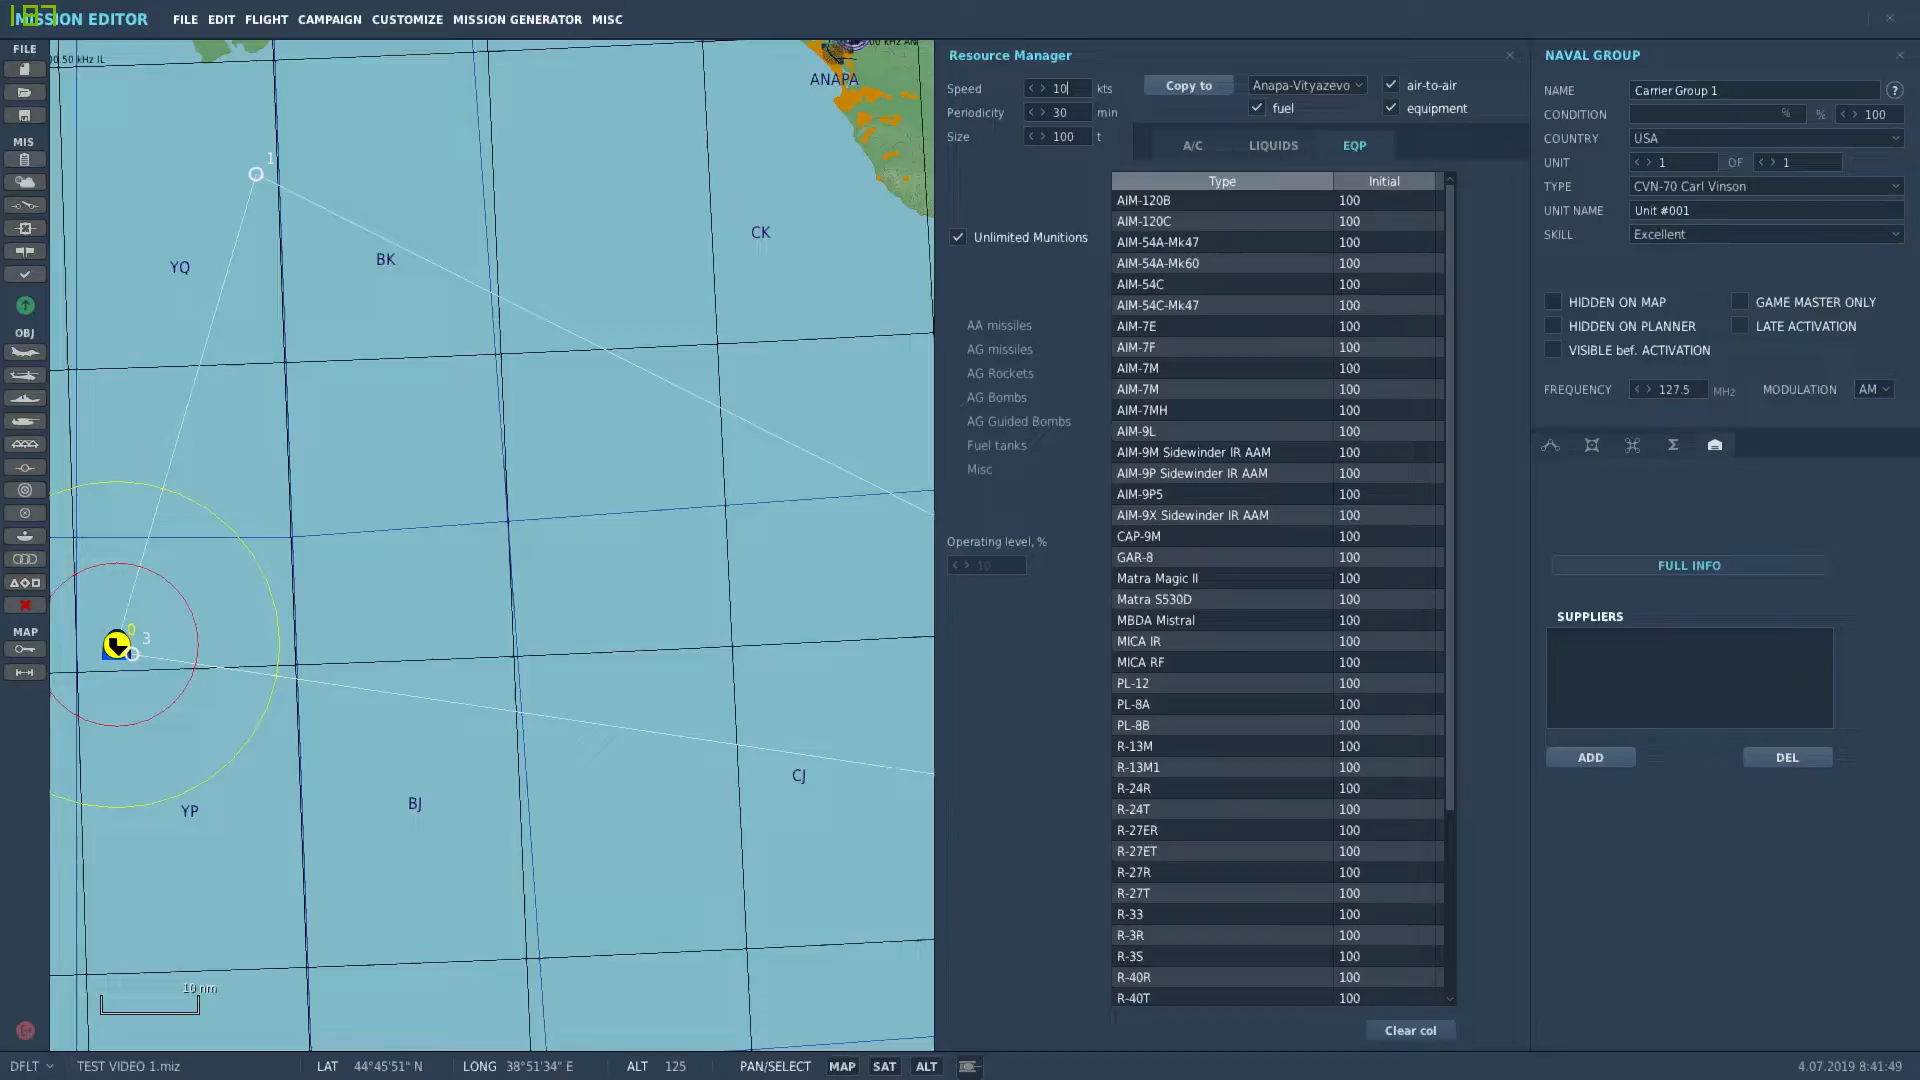 MISSION EDITOR
FILE EDIT FLIGHT CAMPAIGN CUSTOMIZE MISSION GENERATOR MISC
FILE
MIS
OBJ
MAP
ANAPA
1
YQ
BK
CK
0
3
YP
BJ
CJ
10 nm
Resource Manager
Speed 10 kts
Periodicity 30 min
Size 100 t
Copy to Anapa-Vityazevo
air-to-air
fuel
equipment
A/C LIQUIDS EQP
Unlimited Munitions
AA missiles
AG missiles
AG Rockets
AG Bombs
AG Guided Bombs
Fuel tanks
Misc
Operating level, %
10
Type Initial
AIM-120B 100
AIM-120C 100
AIM-54A-Mk47 100
AIM-54A-Mk60 100
AIM-54C 100
AIM-54C-Mk47 100
AIM-7E 100
AIM-7F 100
AIM-7M 100
AIM-7M 100
AIM-7MH 100
AIM-9L 100
AIM-9M Sidewinder IR AAM 100
AIM-9P Sidewinder IR AAM 100
AIM-9P5 100
AIM-9X Sidewinder IR AAM 100
CAP-9M 100
GAR-8 100
Matra Magic II 100
Matra S530D 100
MBDA Mistral 100
MICA IR 100
MICA RF 100
PL-12 100
PL-8A 100
PL-8B 100
R-13M 100
R-13M1 100
R-24R 100
R-24T 100
R-27ER 100
R-27ET 100
R-27R 100
R-27T 100
R-33 100
R-3R 100
R-3S 100
R-40R 100
R-40T 100
Clear col
NAVAL GROUP
NAME Carrier Group 1 ?
CONDITION % % 100
COUNTRY USA
UNIT 1 OF 1
TYPE CVN-70 Carl Vinson
UNIT NAME Unit #001
SKILL Excellent
HIDDEN ON MAP GAME MASTER ONLY
HIDDEN ON PLANNER LATE ACTIVATION
VISIBLE bef. ACTIVATION
FREQUENCY 127.5 MHz MODULATION AM
FULL INFO
SUPPLIERS
ADD DEL
DFLT TEST VIDEO 1.miz LAT 44°45'51" N LONG 38°51'34" E ALT 125 PAN/SELECT MAP SAT ALT 4.07.2019 8:41:49